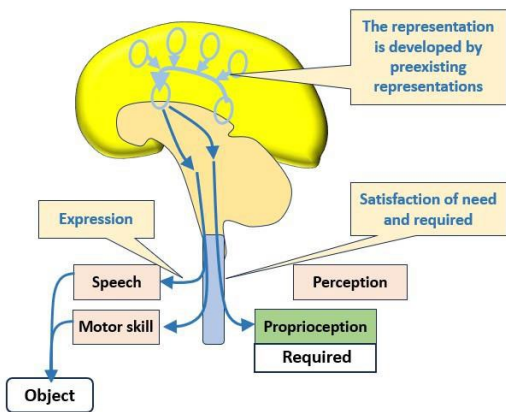 The representation
is developed by
preexisting
representations
Satisfaction of need
and required
Expression
Speech
Perception
Motor skill
Proprioception
Required
Object